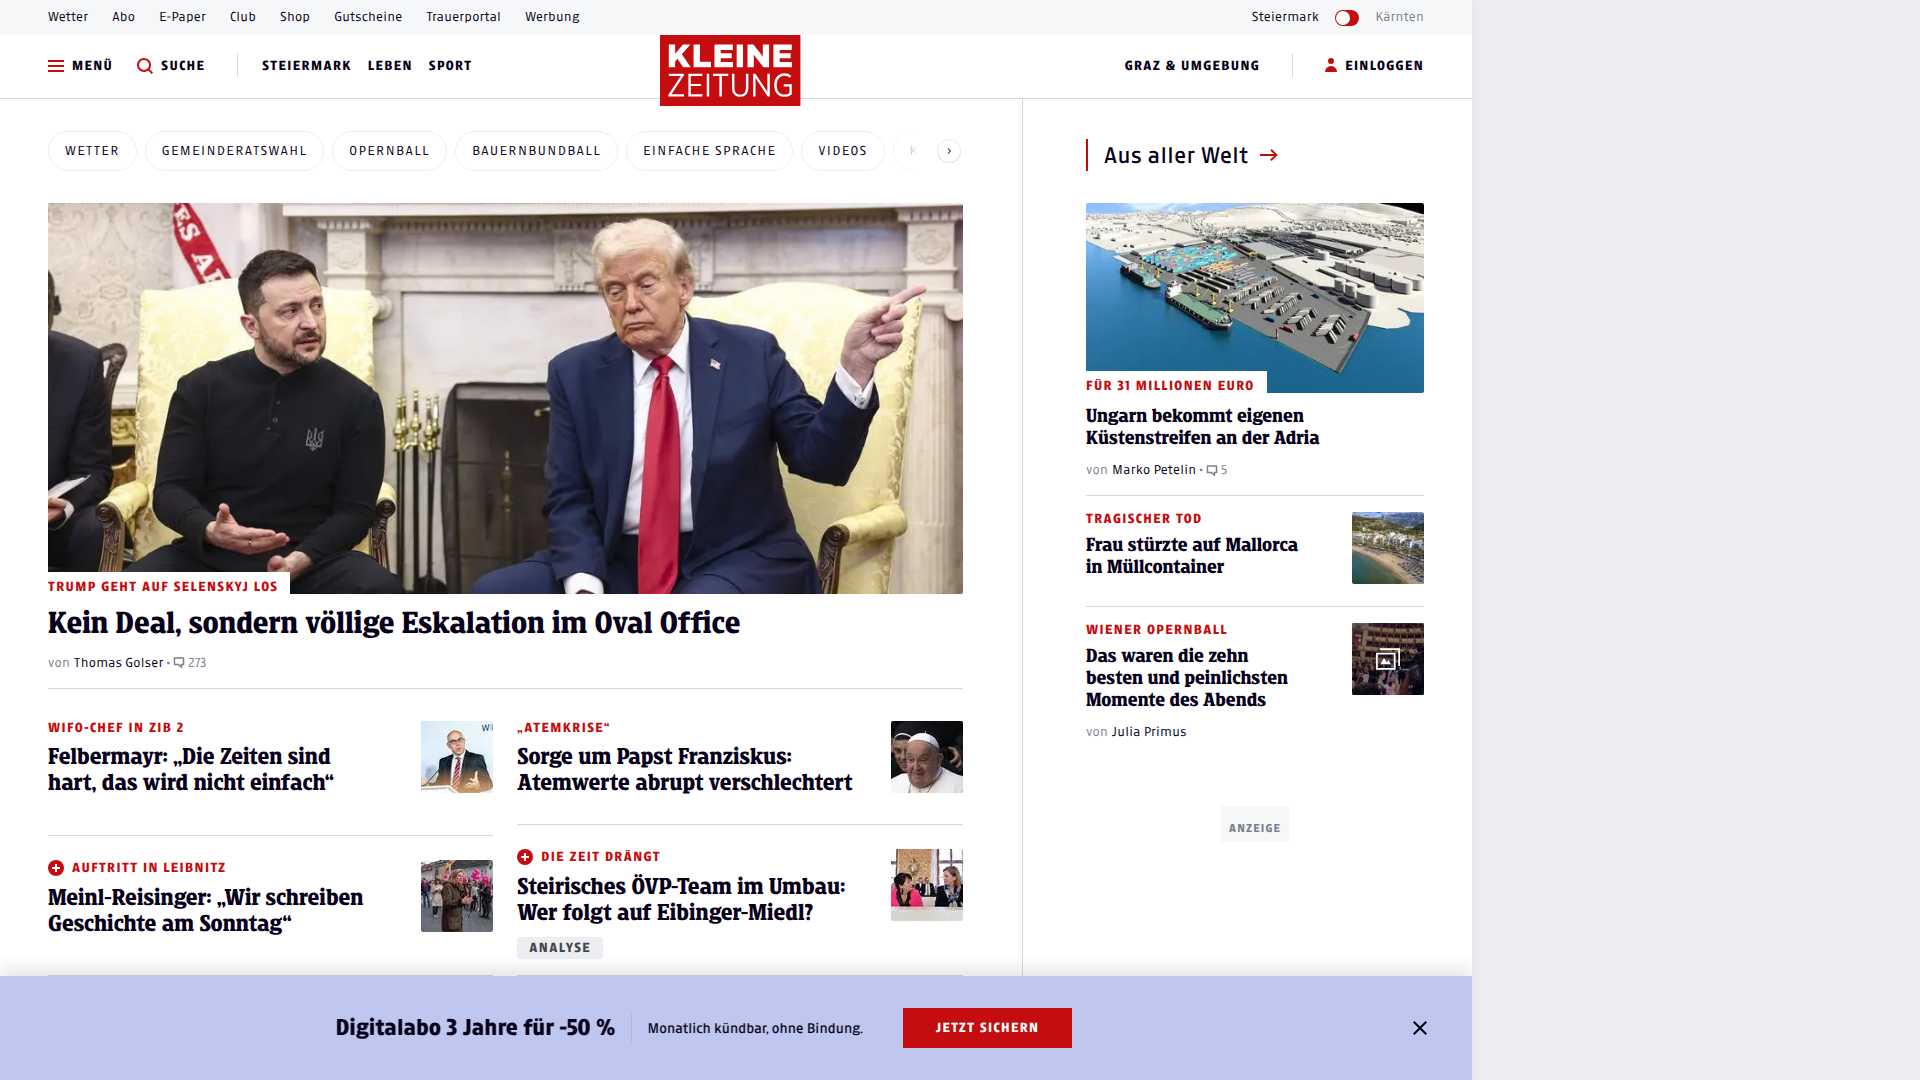 Wetter Abo E-Paper Club Shop Gutscheine Trauerportal Werbung Steiermark Kärnten
MENÜ SUCHE STEIERMARK LEBEN SPORT KLEINE ZEITUNG GRAZ & UMGEBUNG EINLOGGEN
WETTER GEMEINDERATSWAHL OPERNBALL BAUERNBUNDBALL EINFACHE SPRACHE VIDEOS K
TRUMP GEHT AUF SELENSKYJ LOS
Kein Deal, sondern völlige Eskalation im Oval Office
von Thomas Golser • 273
WIFO-CHEF IN ZIB 2
Felbermayr: „Die Zeiten sind
hart, das wird nicht einfach“
„ATEMKRISE“
Sorge um Papst Franziskus:
Atemwerte abrupt verschlechtert
AUFTRITT IN LEIBNITZ
Meinl-Reisinger: „Wir schreiben
Geschichte am Sonntag“
DIE ZEIT DRÄNGT
Steirisches ÖVP-Team im Umbau:
Wer folgt auf Eibinger-Miedl?
ANALYSE
Aus aller Welt
FÜR 31 MILLIONEN EURO
Ungarn bekommt eigenen
Küstenstreifen an der Adria
von Marko Petelin • 5
TRAGISCHER TOD
Frau stürzte auf Mallorca
in Müllcontainer
WIENER OPERNBALL
Das waren die zehn
besten und peinlichsten
Momente des Abends
von Julia Primus
ANZEIGE
Digitalabo 3 Jahre für -50 % Monatlich kündbar, ohne Bindung. JETZT SICHERN